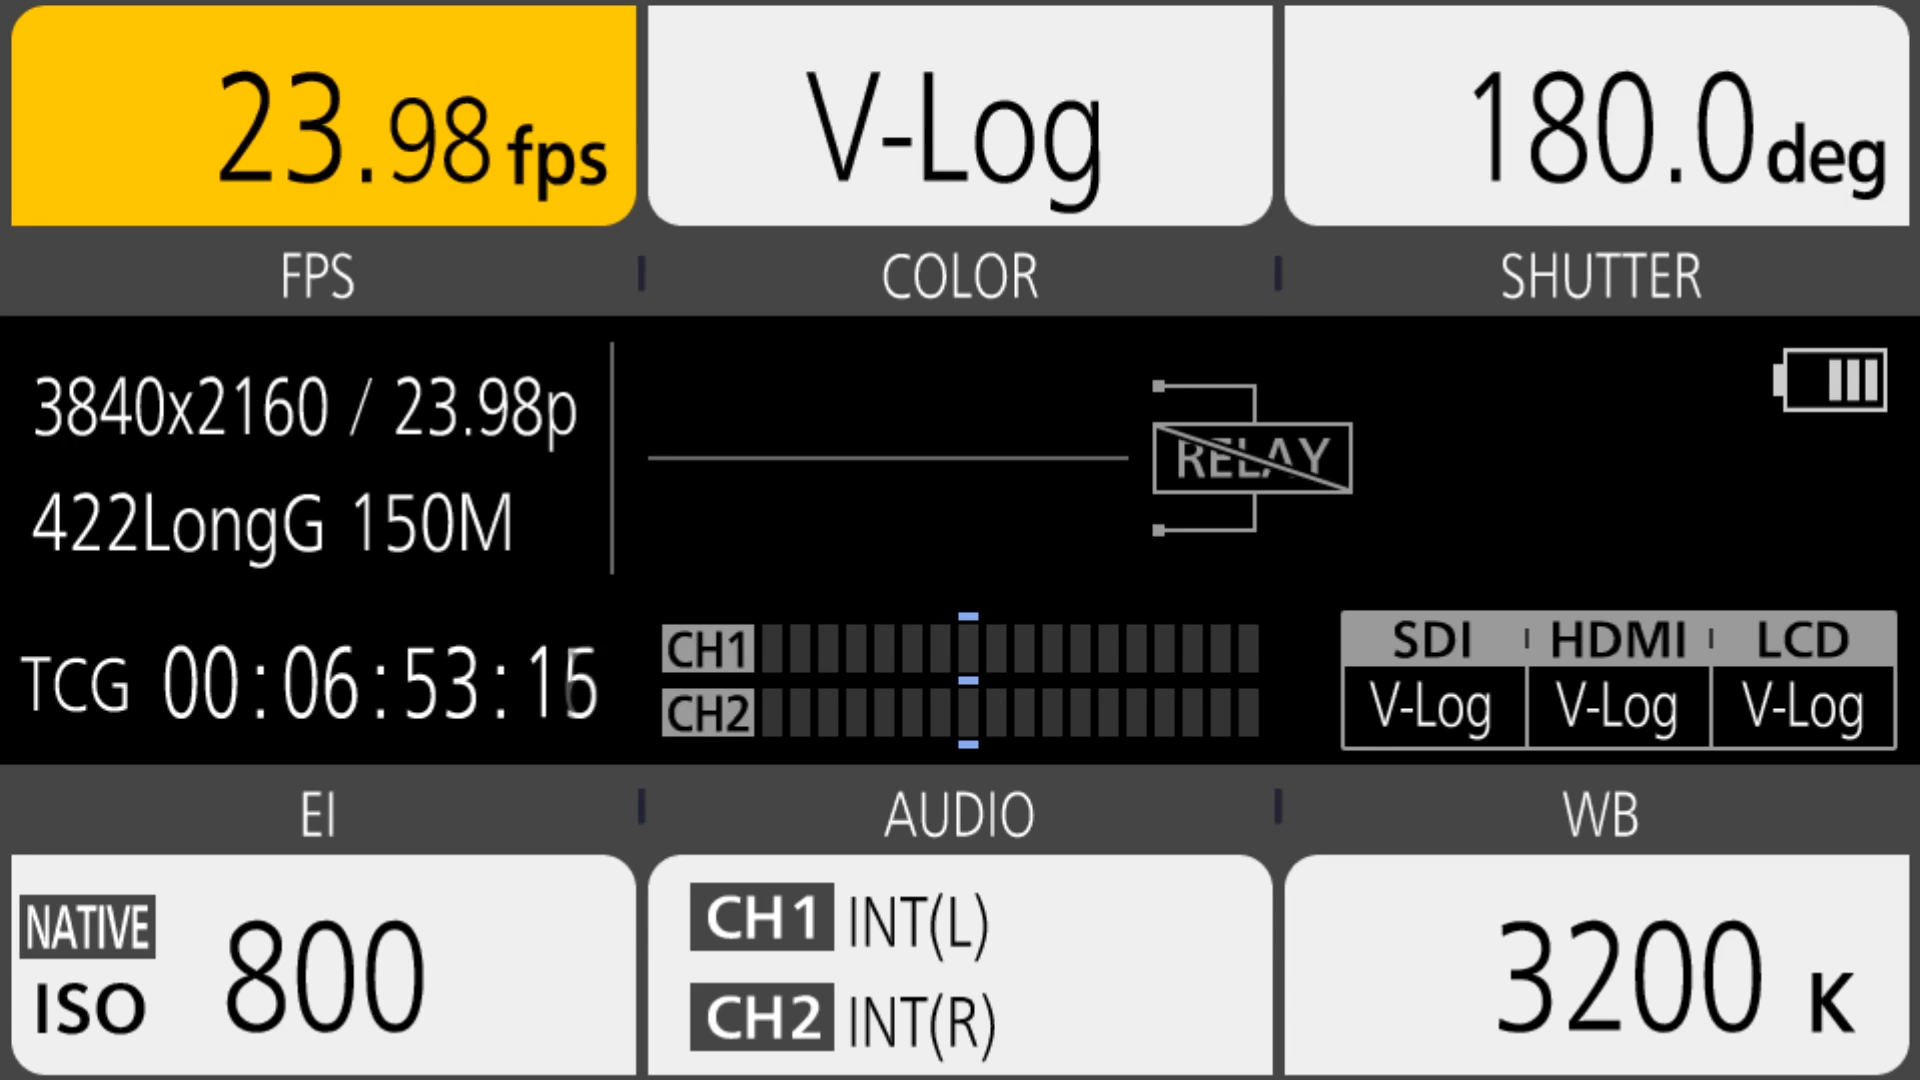 23.98 fps
V-Log
180.0 deg
FPS
COLOR
SHUTTER
3840x2160 / 23.98p
422LongG 150M
RELAY
TCG 00:06:53:15
CH1
CH2
SDI HDMI LCD
V-Log V-Log V-Log
EI
AUDIO
WB
NATIVE
ISO
800
CH1 INT(L)
CH2 INT(R)
3200 K